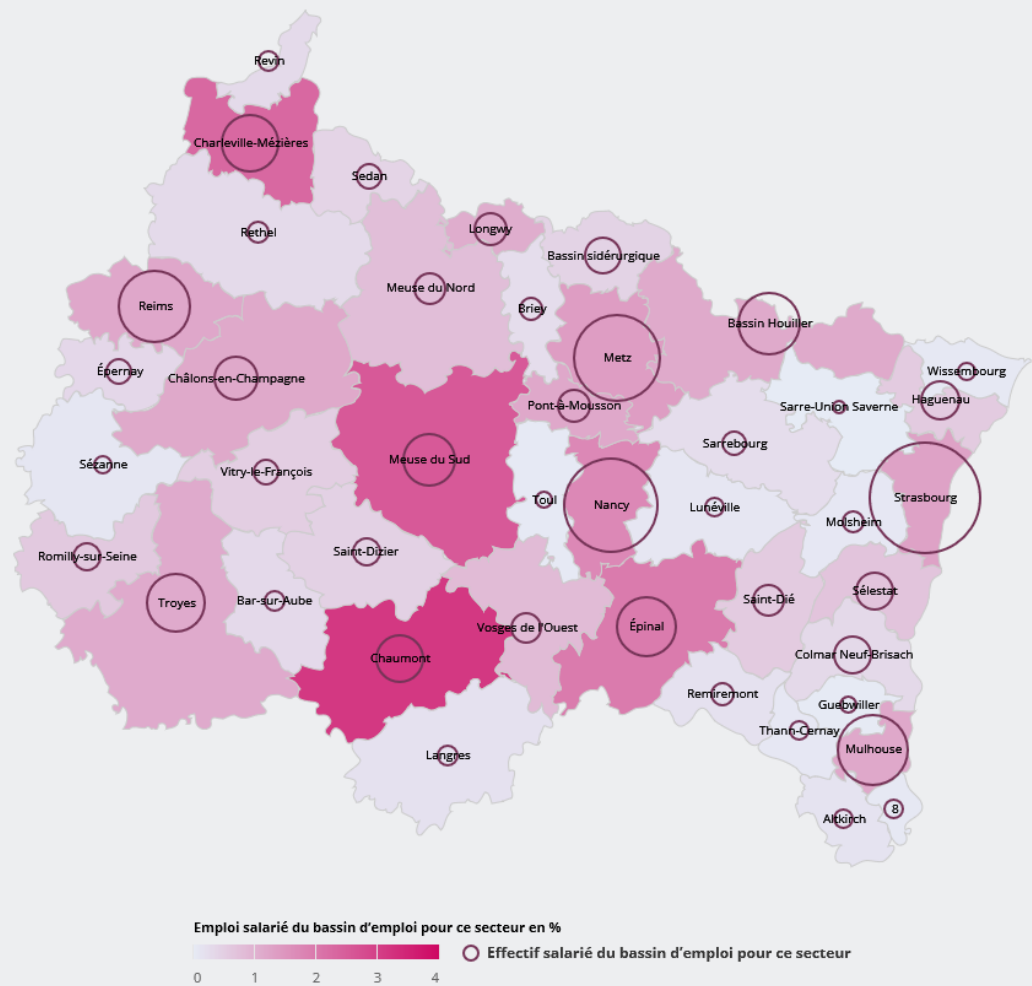 Revin
Charleville-Mézières
Sedan
Rethel
Longwy
Bassin sidérurgique
Meuse du Nord
Reims
Briey
Bassin Houiller
Metz
Épernay
Châlons-en-Champagne
Wissembourg
Pont-à-Mousson
Sarre-Union Saverne
Haguenau
Sarrebourg
Sézanne
Vitry-le-François
Meuse du Sud
Toul
Nancy
Lunéville
Strasbourg
Molsheim
Romilly-sur-Seine
Saint-Dizier
Troyes
Bar-sur-Aube
Saint-Dié
Sélestat
Vosges de l'Ouest
Épinal
Chaumont
Colmar Neuf-Brisach
Remiremont
Guebwiller
Thann-Cernay
Langres
Mulhouse
Altkirch
8
Emploi salarié du bassin d'emploi pour ce secteur en %
0 1 2 3 4
Effectif salarié du bassin d'emploi pour ce secteur